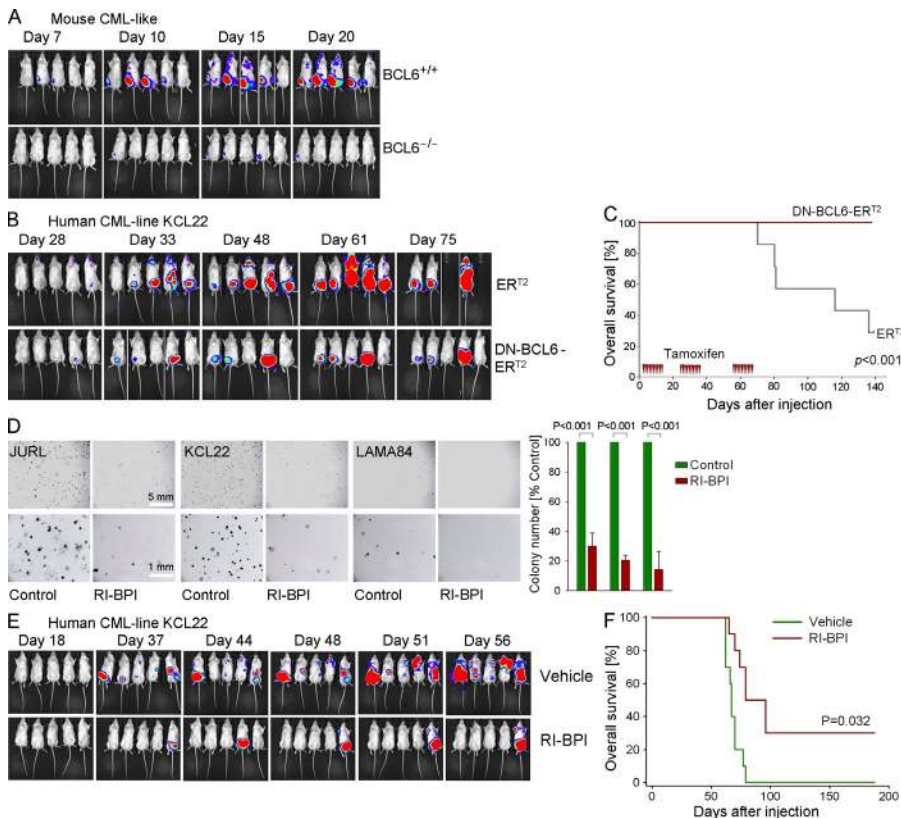 A
Mouse CML-like
Day 7 Day 10 Day 15 Day 20
BCL6+/+
BCL6−/−
B
Human CML-line KCL22
Day 28 Day 33 Day 48 Day 61 Day 75
ERT2
DN-BCL6-
ERT2
C
DN-BCL6-ERT2
Overall survival [%]
100
80
60
40
20
0
ERT
Tamoxifen
p<0.001
0 20 40 60 80 100 120 140
Days after injection
D
JURL KCL22 LAMA84
5 mm
1 mm
Control RI-BPI Control RI-BPI Control RI-BPI
P<0.001 P<0.001 P<0.001
Colony number [% Control]
100
80
60
40
20
0
Control
RI-BPI
E
Human CML-line KCL22
Day 18 Day 37 Day 44 Day 48 Day 51 Day 56
Vehicle
RI-BPI
F
Vehicle
RI-BPI
Overall survival [%]
100
80
60
40
20
0
P=0.032
0 50 100 150 200
Days after injection